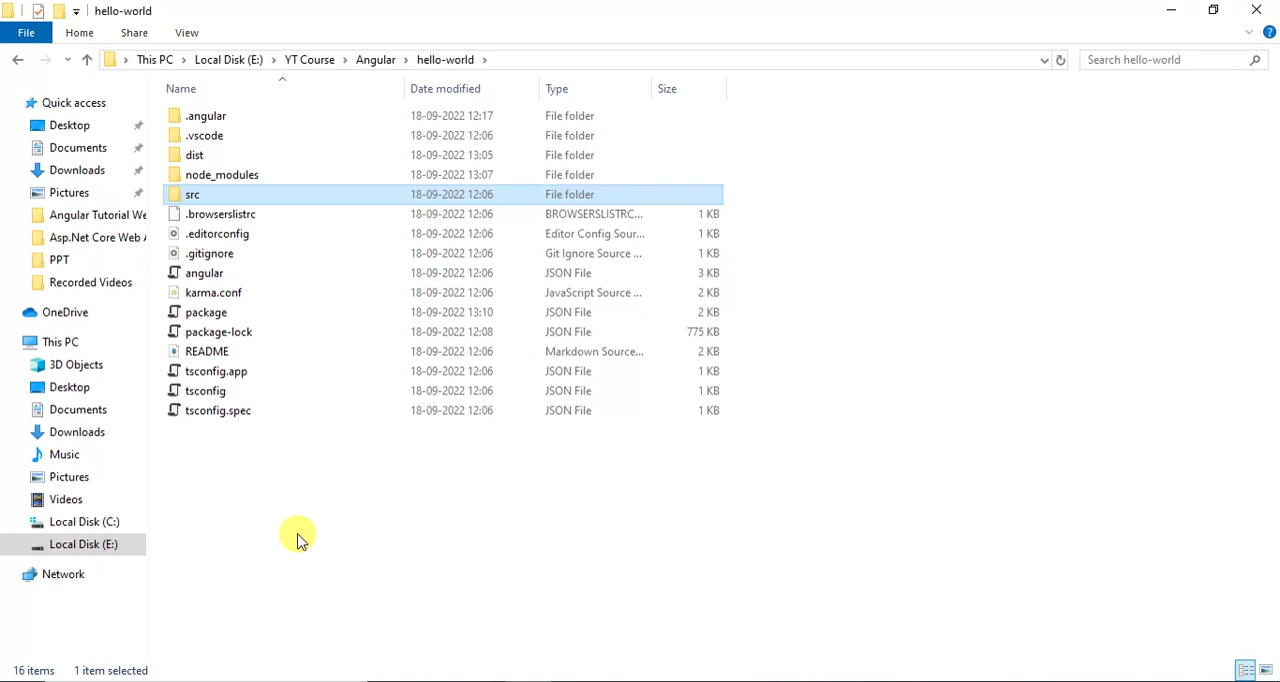 hello-world
File Home Share View
This PC Local Disk (E:) YT Course Angular hello-world
Search hello-world
Name Date modified Type Size
Quick access
Desktop
Documents
Downloads
Pictures
Angular Tutorial We
Asp.Net Core Web A
PPT
Recorded Videos
OneDrive
This PC
3D Objects
Desktop
Documents
Downloads
Music
Pictures
Videos
Local Disk (C:)
Local Disk (E:)
Network
.angular 18-09-2022 12:17 File folder
.vscode 18-09-2022 12:06 File folder
dist 18-09-2022 13:05 File folder
node_modules 18-09-2022 13:07 File folder
src 18-09-2022 12:06 File folder
.browserslistrc 18-09-2022 12:06 BROWSERSLISTRC... 1 KB
.editorconfig 18-09-2022 12:06 Editor Config Sour... 1 KB
.gitignore 18-09-2022 12:06 Git Ignore Source ... 1 KB
angular 18-09-2022 12:06 JSON File 3 KB
karma.conf 18-09-2022 12:06 JavaScript Source ... 2 KB
package 18-09-2022 13:10 JSON File 2 KB
package-lock 18-09-2022 12:08 JSON File 775 KB
README 18-09-2022 12:06 Markdown Source... 2 KB
tsconfig.app 18-09-2022 12:06 JSON File 1 KB
tsconfig 18-09-2022 12:06 JSON File 1 KB
tsconfig.spec 18-09-2022 12:06 JSON File 1 KB
16 items 1 item selected